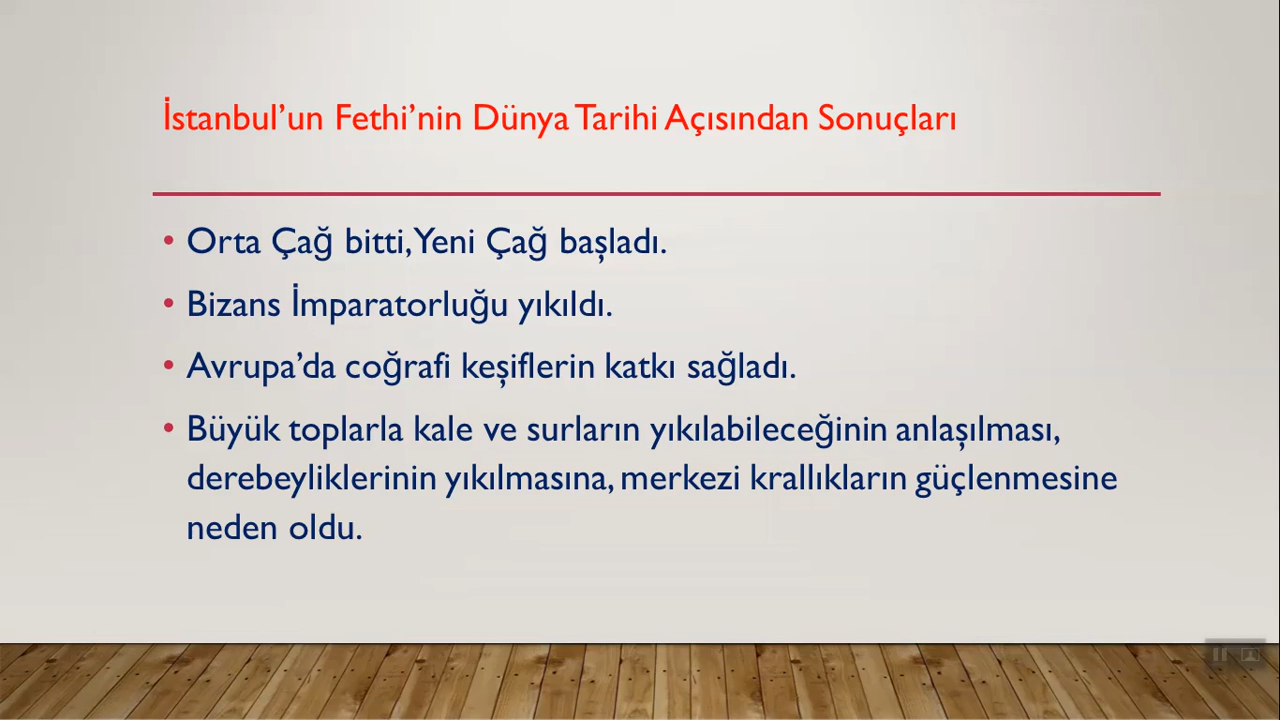 İstanbul’un Fethi’nin Dünya Tarihi Açısından Sonuçları
• Orta Çağ bitti, Yeni Çağ başladı.
• Bizans İmparatorluğu yıkıldı.
• Avrupa’da coğrafi keşiflerin katkı sağladı.
• Büyük toplarla kale ve surların yıkılabileceğinin anlaşılması,
derebeyliklerinin yıkılmasına, merkezi krallıkların güçlenmesine
neden oldu.